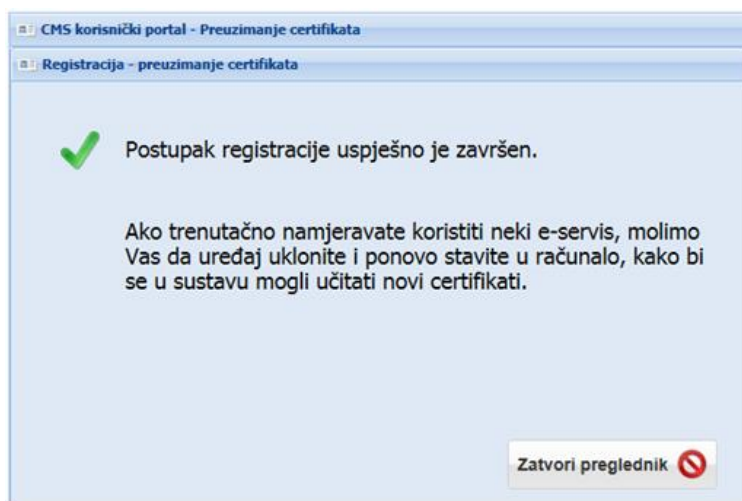 CMS korisnički portal - Preuzimanje certifikata
Registracija - preuzimanje certifikata
Postupak registracije uspješno je završen.
Ako trenutačno namjeravate koristiti neki e-servis, molimo
Vas da uređaj uklonite i ponovo stavite u računalo, kako bi
se u sustavu mogli učitati novi certifikati.
Zatvori preglednik